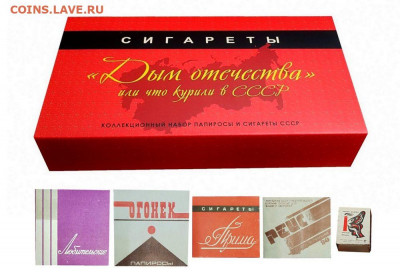 COINS.LAVE.RU
СИГАРЕТЫ
«Дым отечества»
или что курили в СССР
КОЛЛЕКЦИОННЫЙ НАБОР ПАПИРОСЫ И СИГАРЕТЫ СССР
Любительские
ОГОНЕК
ПАПИРОСЫ
СИГАРЕТЫ
Прима
РЕЙС